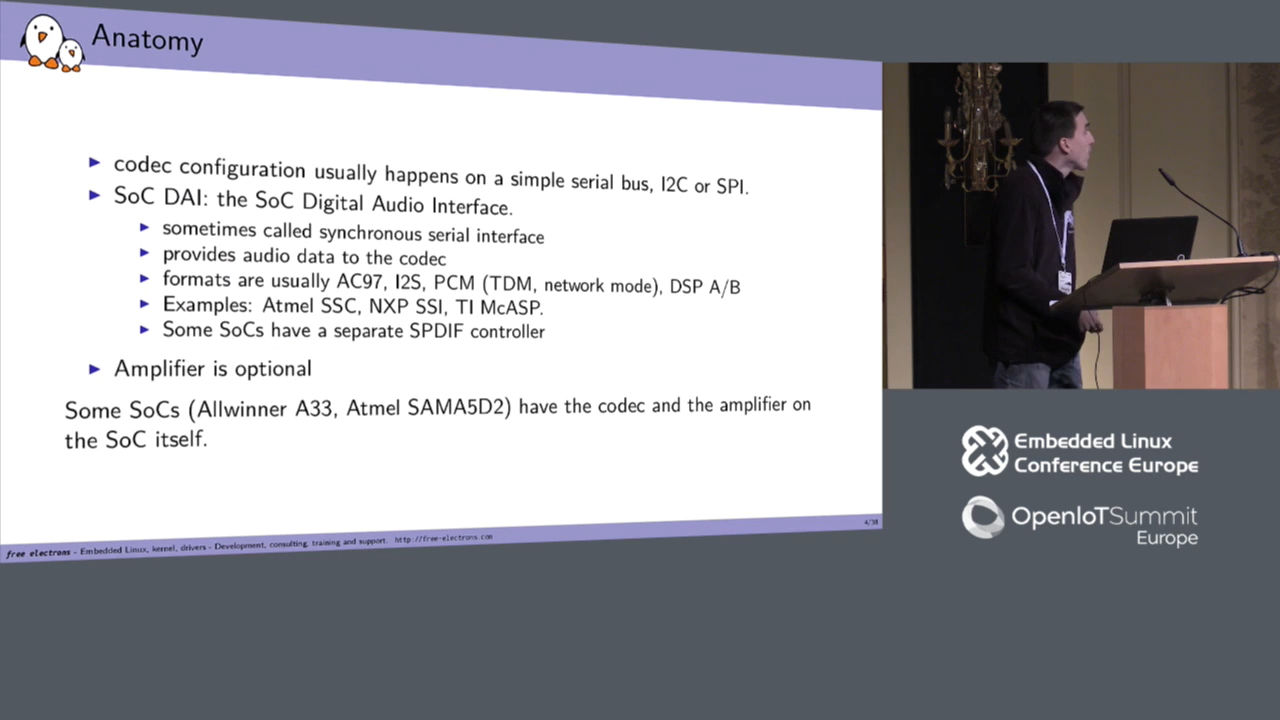 Anatomy
codec configuration usually happens on a simple serial bus, I2C or SPI.
SoC DAI: the SoC Digital Audio Interface.
sometimes called synchronous serial interface
provides audio data to the codec
formats are usually AC97, I2S, PCM (TDM, network mode), DSP A/B
Examples: Atmel SSC, NXP SSI, TI McASP.
Some SoCs have a separate SPDIF controller
Amplifier is optional
Some SoCs (Allwinner A33, Atmel SAMA5D2) have the codec and the amplifier on
the SoC itself.
free electrons - Embedded Linux, kernel, drivers - Development, consulting, training and support. http://free-electrons.com
4/38
Embedded Linux
Conference Europe
OpenIoTSummit
Europe